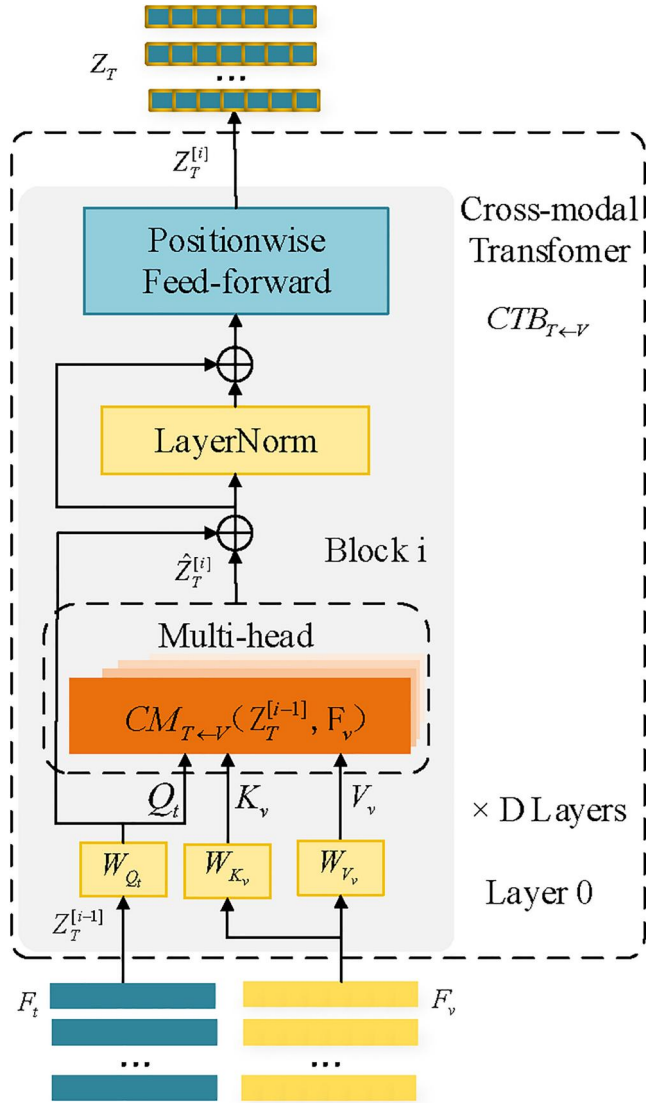 Z_T
...
Z_T^{[i]}
Positionwise
Feed-forward
Cross-modal
Transfomer
CTB_{T←V}
LayerNorm
Block i
\hat{Z}_T^{[i]}
Multi-head
CM_{T←V}(Z_T^{[i-1]}, F_v)
Q_t K_v V_v
× D Layers
W_{Q_t} W_{K_v} W_{V_v}
Layer 0
Z_T^{[i-1]}
F_t F_v
... ...